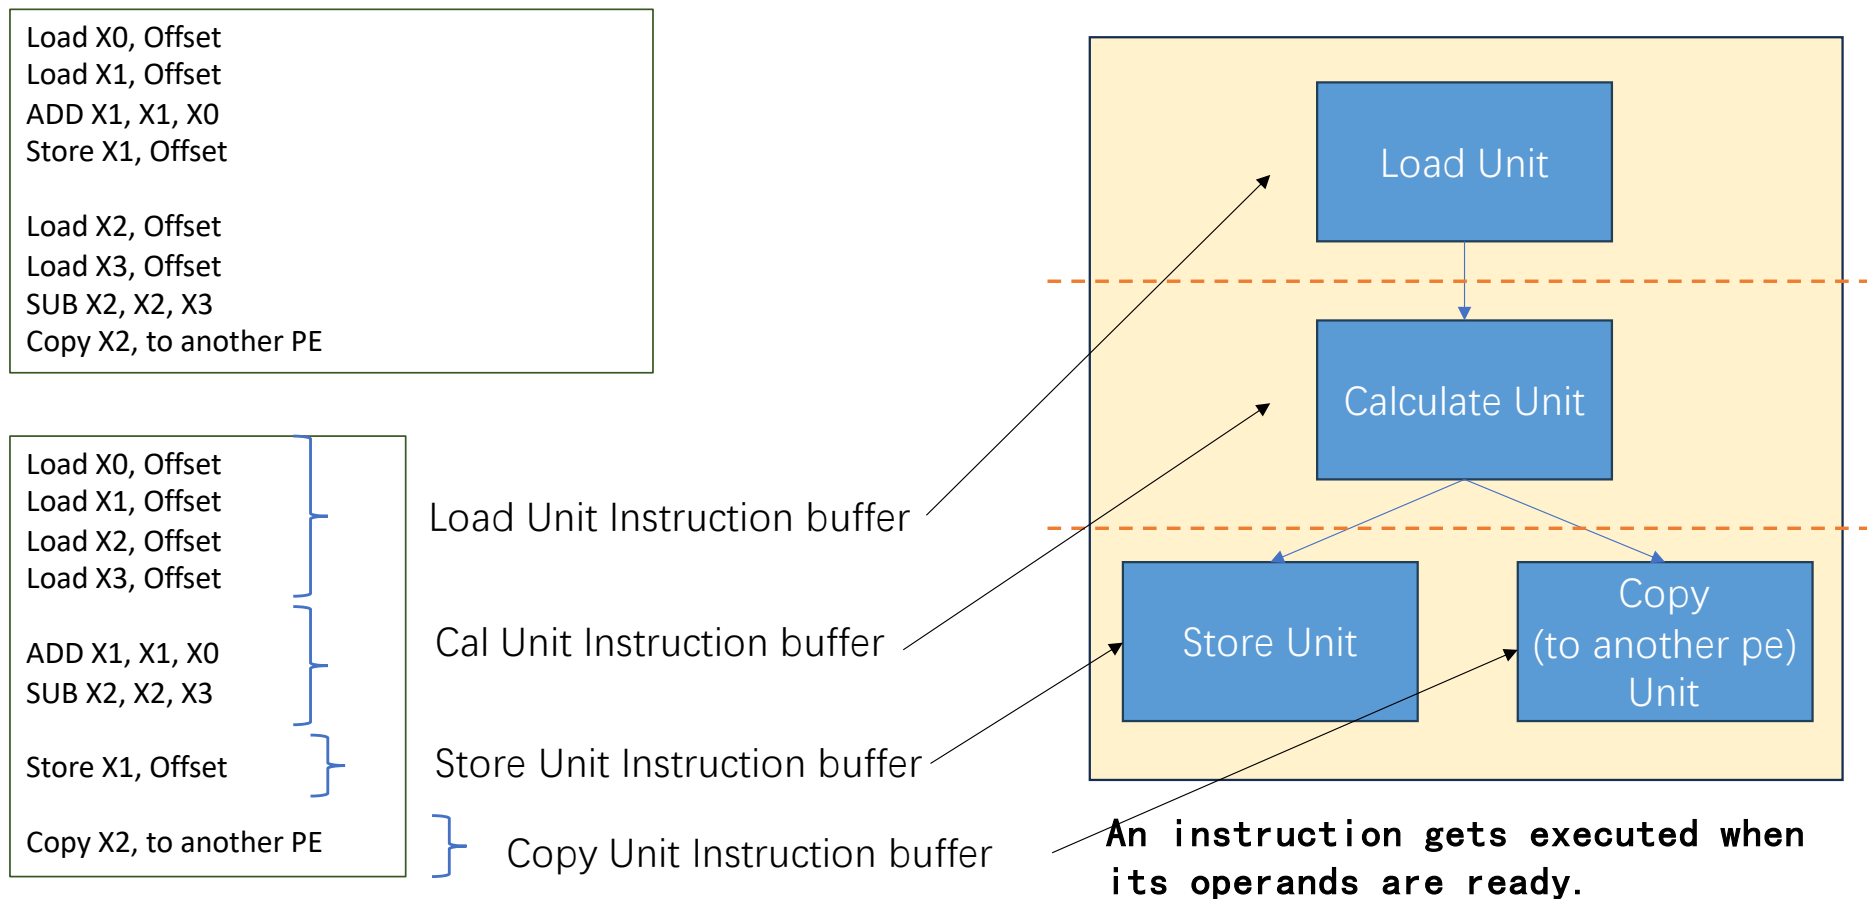 Load X0, Offset
Load X1, Offset
ADD X1, X1, X0
Store X1, Offset
Load X2, Offset
Load X3, Offset
SUB X2, X2, X3
Copy X2, to another PE
Load X0, Offset
Load X1, Offset
Load X2, Offset
Load X3, Offset
ADD X1, X1, X0
SUB X2, X2, X3
Store X1, Offset
Copy X2, to another PE
Load Unit Instruction buffer
Cal Unit Instruction buffer
Store Unit Instruction buffer
Copy Unit Instruction buffer
Load Unit
Calculate Unit
Store Unit
Copy
(to another pe)
Unit
An instruction gets executed when
its operands are ready.